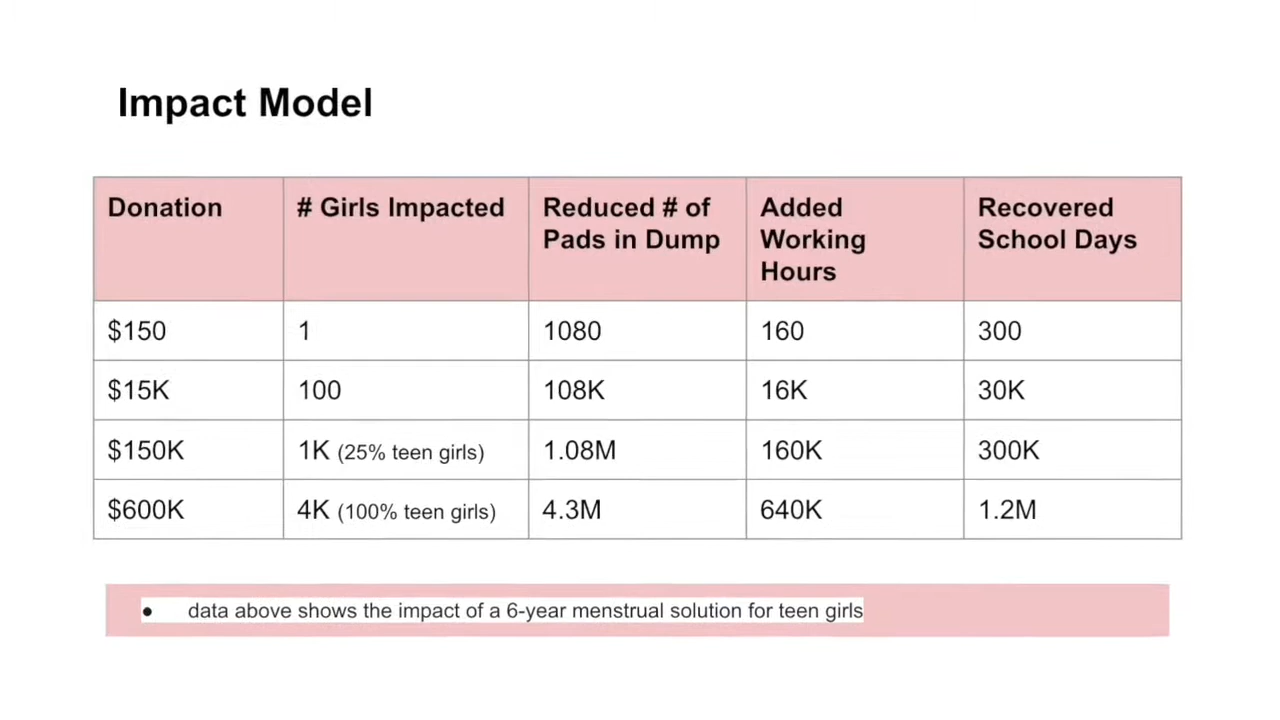 Impact Model
Donation
# Girls Impacted
Reduced # of
Pads in Dump
Added
Working
Hours
Recovered
School Days
$150 1 1080 160 300
$15K 100 108K 16K 30K
$150K 1K (25% teen girls) 1.08M 160K 300K
$600K 4K (100% teen girls) 4.3M 640K 1.2M
● data above shows the impact of a 6-year menstrual solution for teen girls